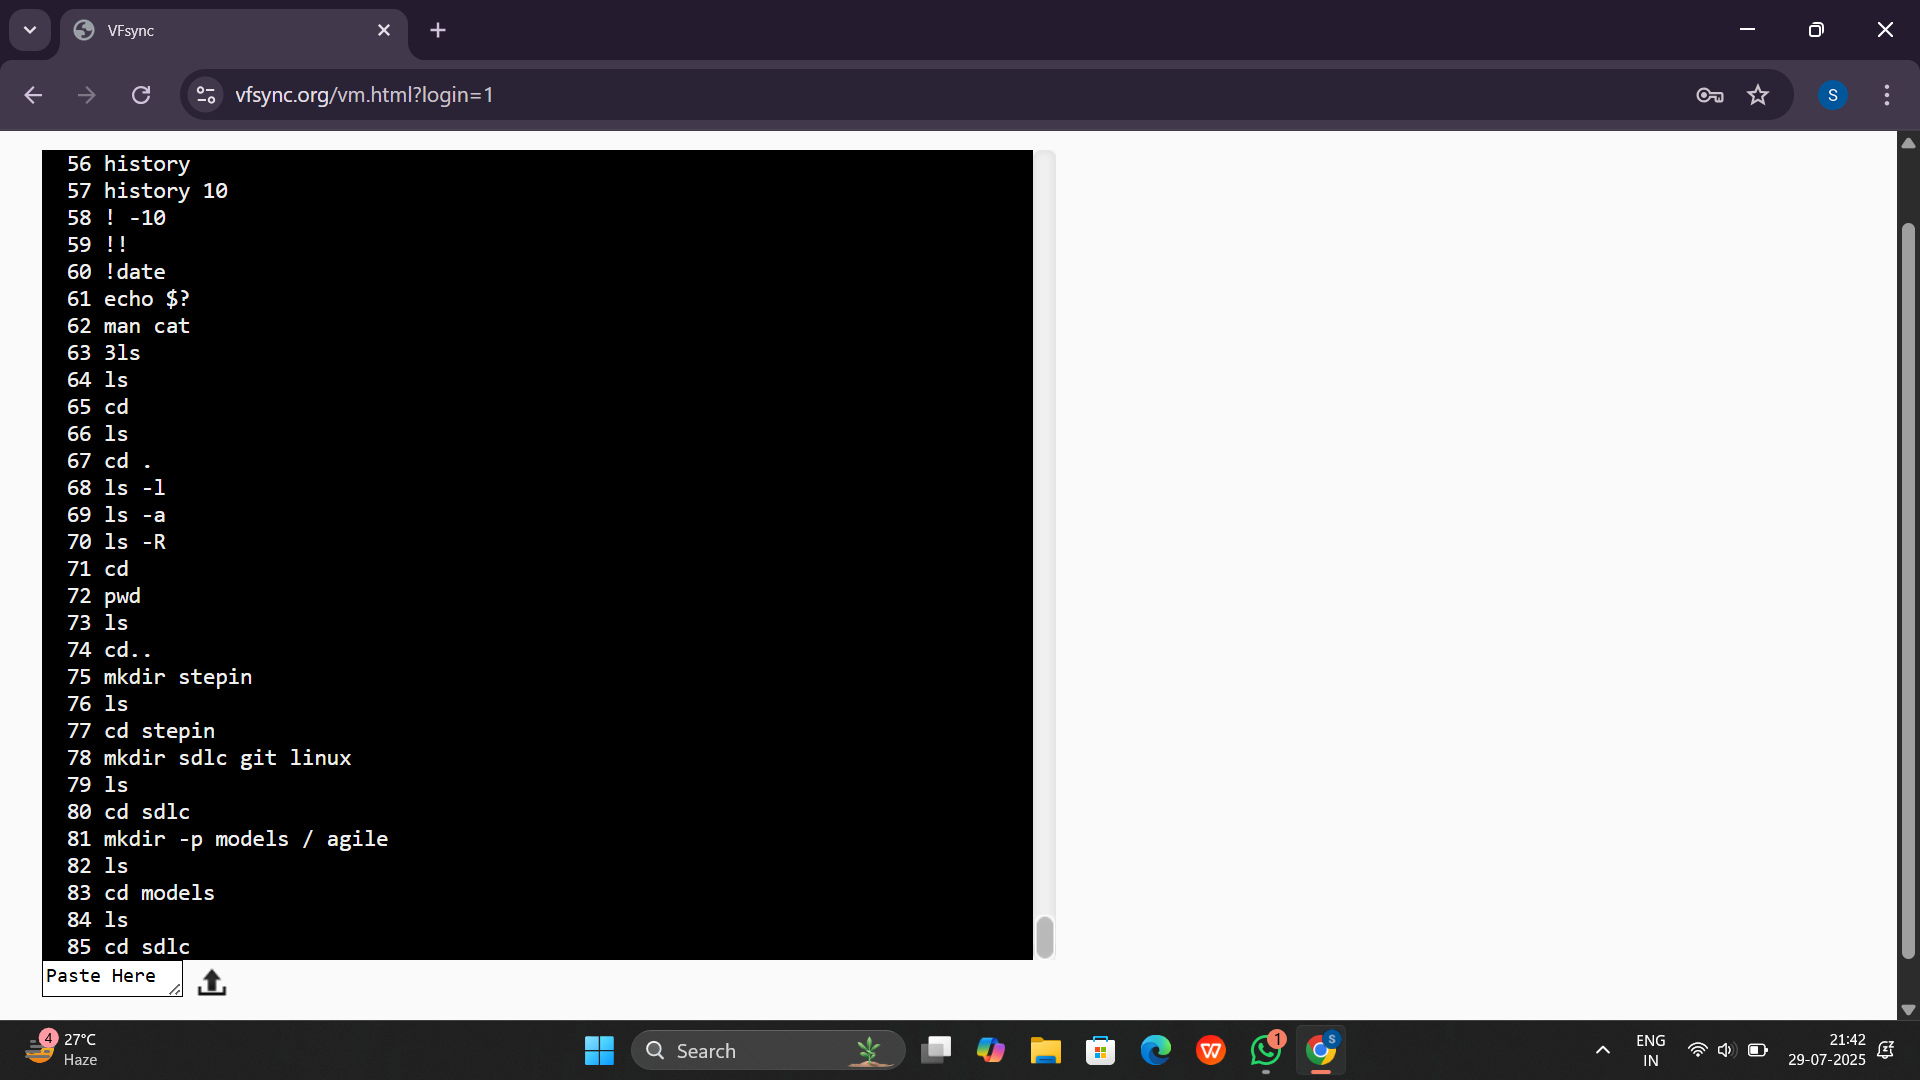 VFsync
vfsync.org/vm.html?login=1
S
56 history
57 history 10
58 ! -10
59 !!
60 !date
61 echo $?
62 man cat
63 3ls
64 ls
65 cd
66 ls
67 cd .
68 ls -l
69 ls -a
70 ls -R
71 cd
72 pwd
73 ls
74 cd..
75 mkdir stepin
76 ls
77 cd stepin
78 mkdir sdlc git linux
79 ls
80 cd sdlc
81 mkdir -p models / agile
82 ls
83 cd models
84 ls
85 cd sdlc
Paste Here
4
27°C
Haze
Search
W
1
S
ENG
IN
21:42
29-07-2025